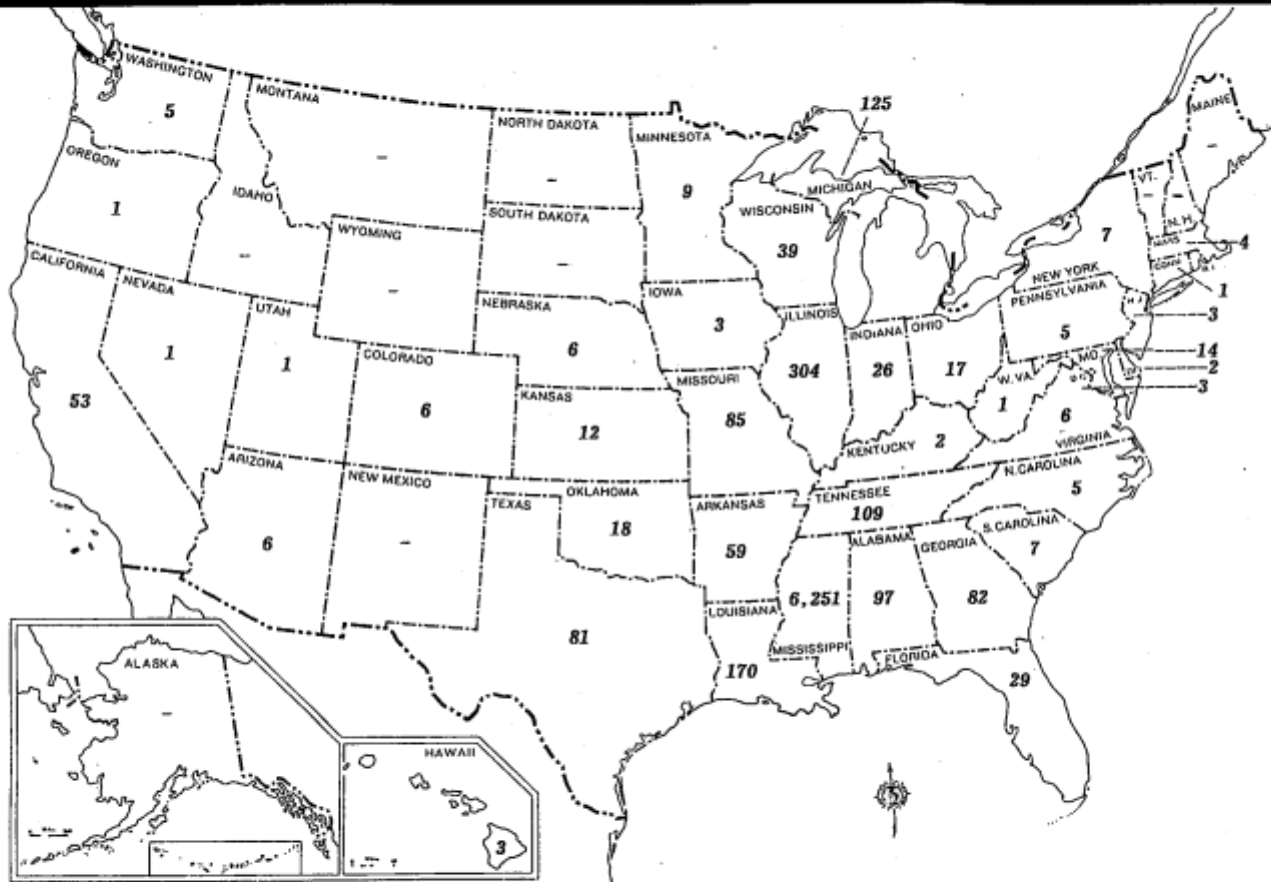 WASHINGTON
5
MONTANA
–
NORTH DAKOTA
–
MINNESOTA
9
125
MICHIGAN
MAINE
–
OREGON
1
IDAHO
–
WYOMING
–
SOUTH DAKOTA
–
WISCONSIN
39
VT.
–
N.H.
–
MASS
4
CONN
1
R.I.
NEW YORK
7
CALIFORNIA
53
NEVADA
1
UTAH
1
COLORADO
6
NEBRASKA
6
IOWA
3
ILLINOIS
304
INDIANA
26
OHIO
17
PENNSYLVANIA
5
N.J.
3
MD
14
2
3
W. VA.
1
VIRGINIA
6
KANSAS
12
MISSOURI
85
KENTUCKY
2
N. CAROLINA
5
ARIZONA
6
NEW MEXICO
–
TEXAS
81
OKLAHOMA
18
ARKANSAS
59
TENNESSEE
109
S. CAROLINA
7
LOUISIANA
170
6,251
MISSISSIPPI
ALABAMA
97
GEORGIA
82
FLORIDA
29
ALASKA
–
HAWAII
3